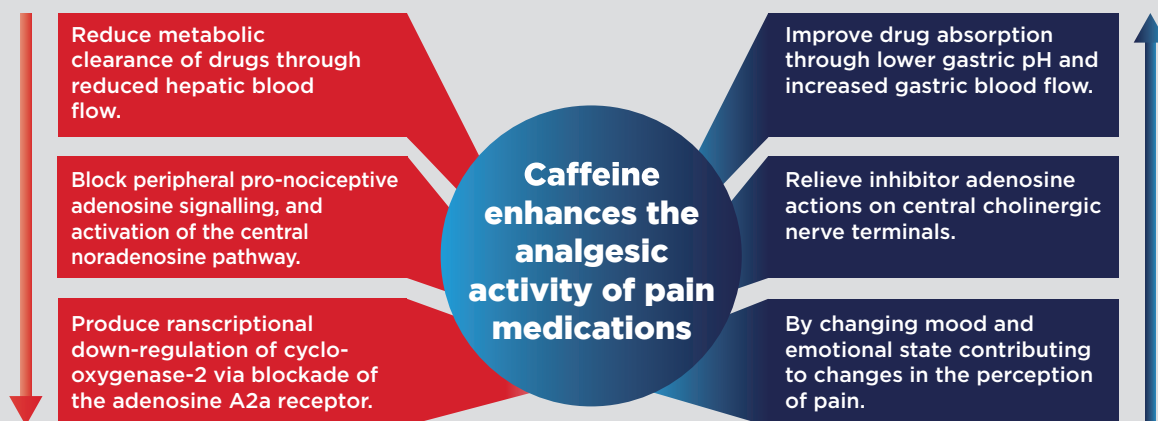 Reduce metabolic
clearance of drugs through
reduced hepatic blood
flow.
Block peripheral pro-nociceptive
adenosine signalling, and
activation of the central
noradenosine pathway.
Produce ranscriptional
down-regulation of cyclo-
oxygenase-2 via blockade of
the adenosine A2a receptor.
Caffeine
enhances the
analgesic
activity of pain
medications
Improve drug absorption
through lower gastric pH and
increased gastric blood flow.
Relieve inhibitor adenosine
actions on central cholinergic
nerve terminals.
By changing mood and
emotional state contributing
to changes in the perception
of pain.